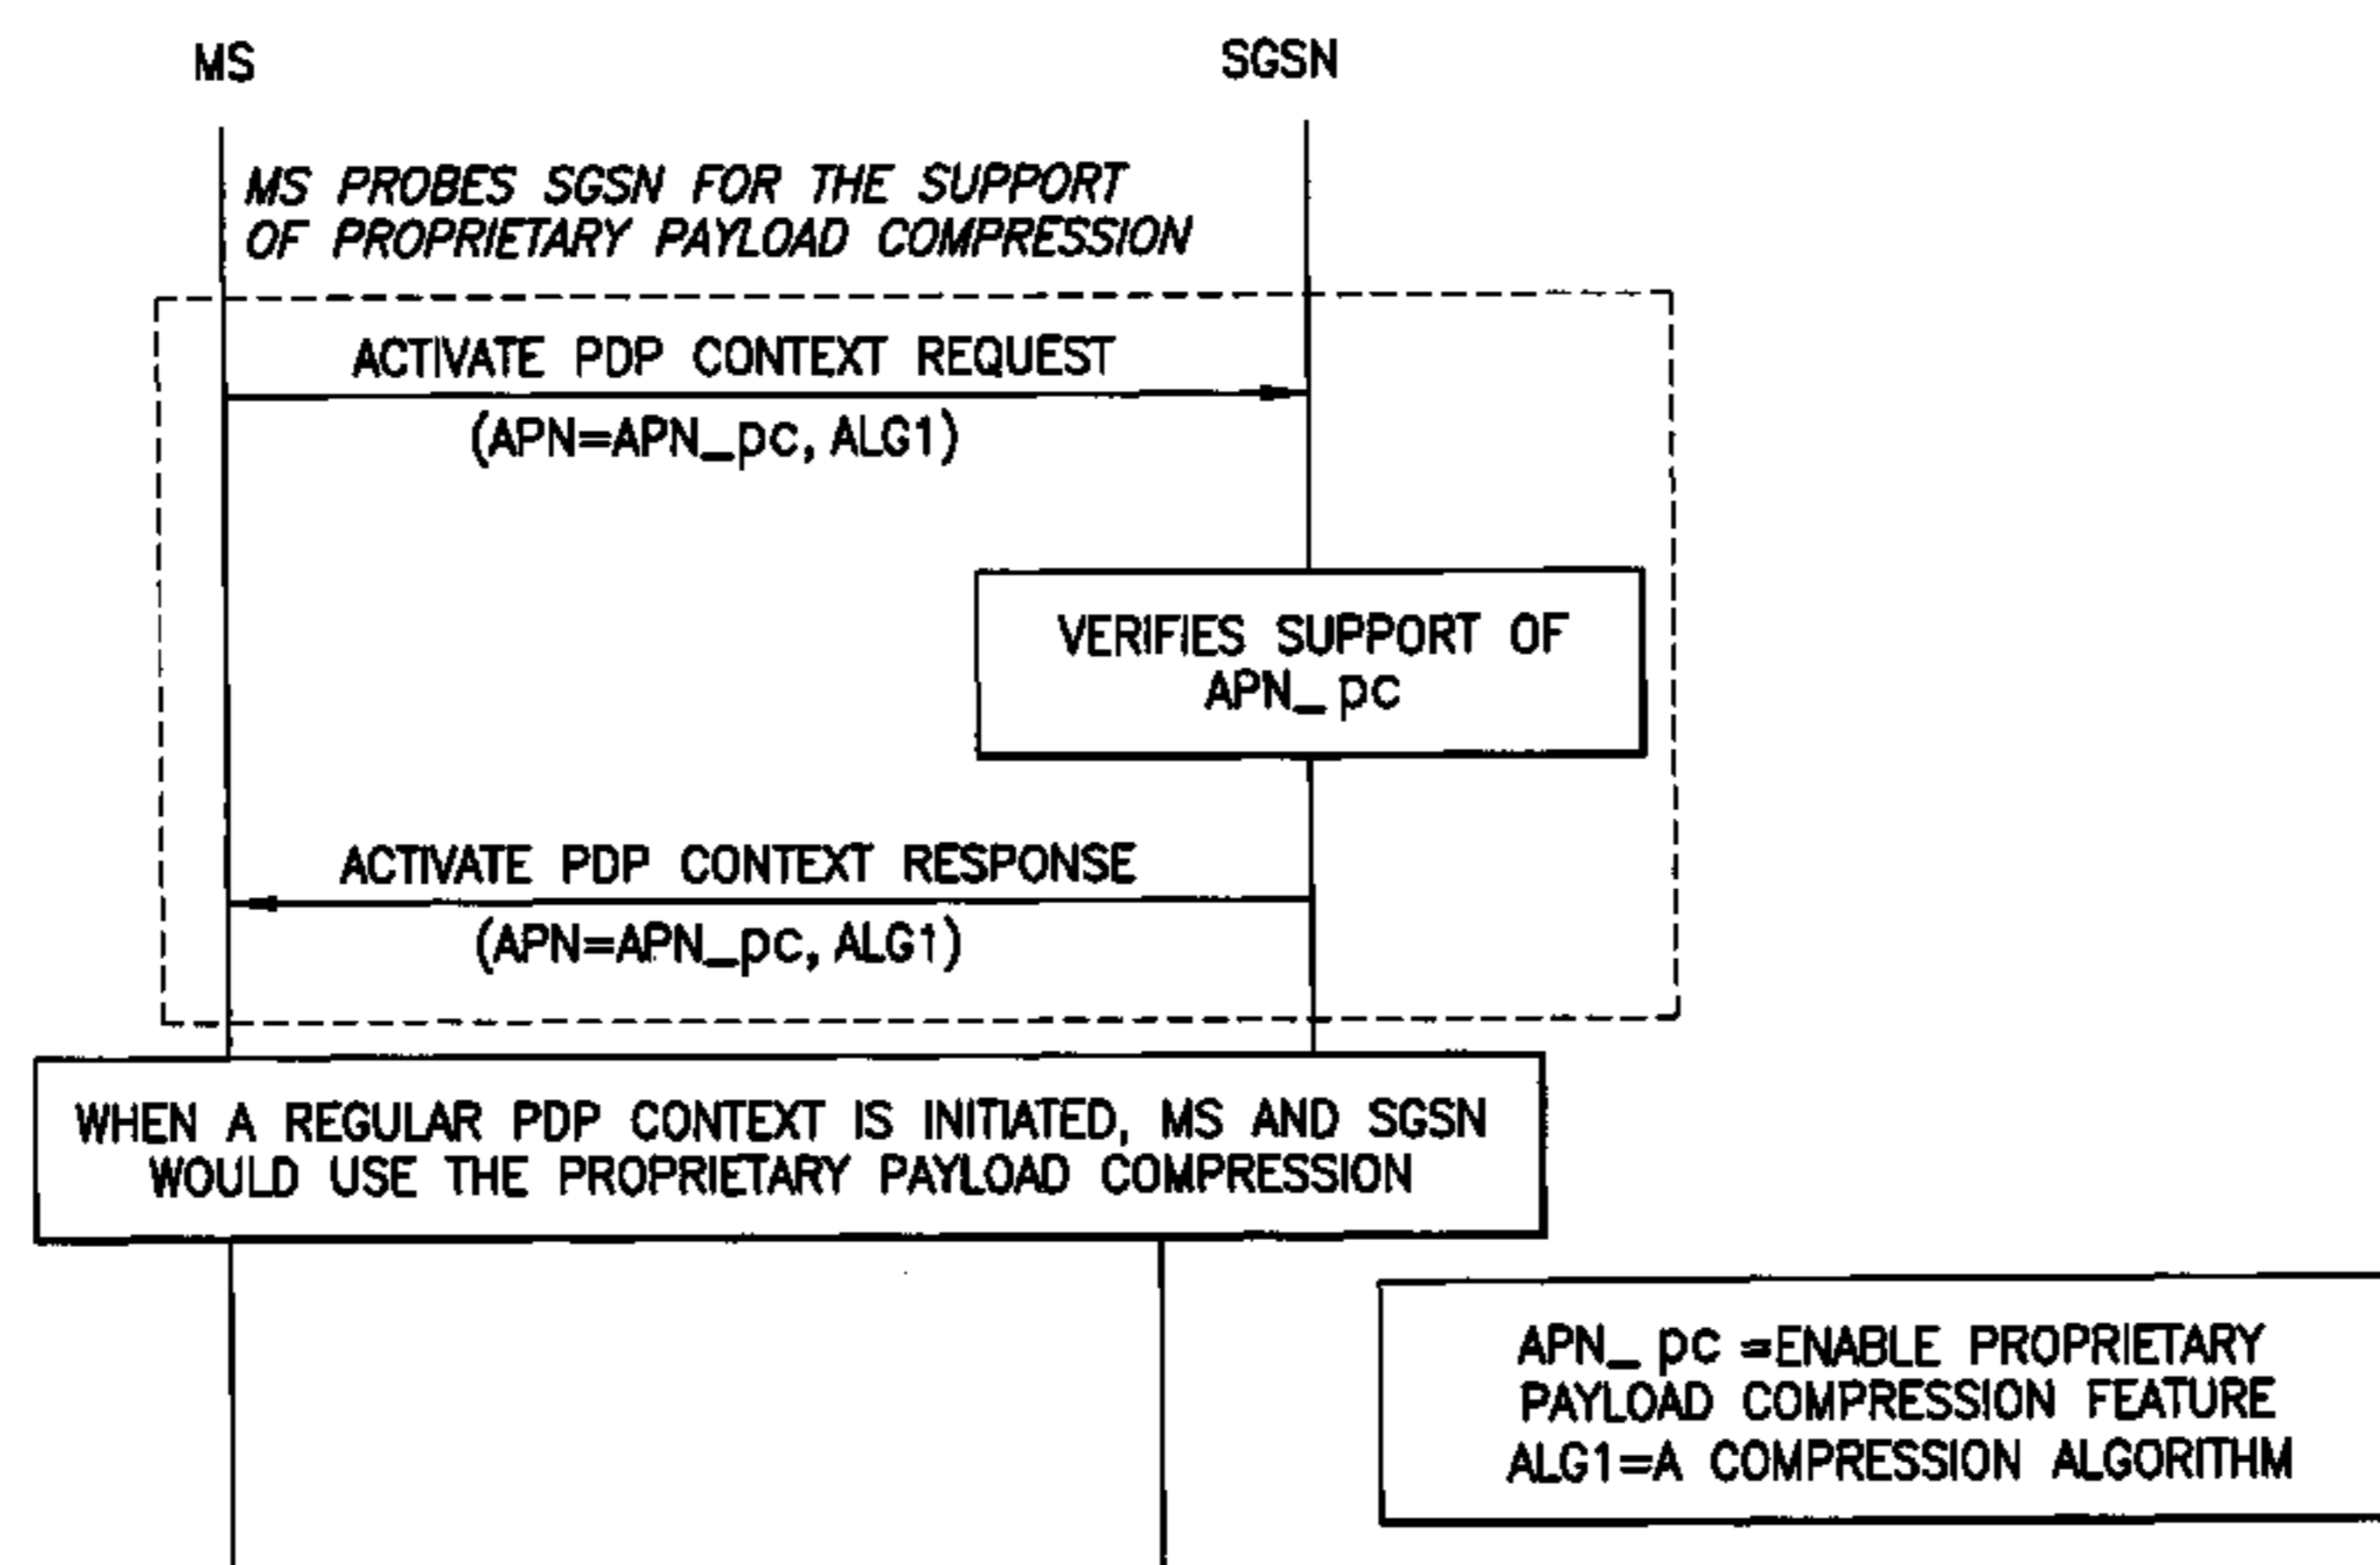 MS
SGSN
MS PROBES SGSN FOR THE SUPPORT
OF PROPRIETARY PAYLOAD COMPRESSION
ACTIVATE PDP CONTEXT REQUEST
(APN=APN_pc, ALG1)
VERIFIES SUPPORT OF
APN_pc
ACTIVATE PDP CONTEXT RESPONSE
(APN=APN_pc, ALG1)
WHEN A REGULAR PDP CONTEXT IS INITIATED, MS AND SGSN
WOULD USE THE PROPRIETARY PAYLOAD COMPRESSION
APN_pc =ENABLE PROPRIETARY
PAYLOAD COMPRESSION FEATURE
ALG1=A COMPRESSION ALGORITHM